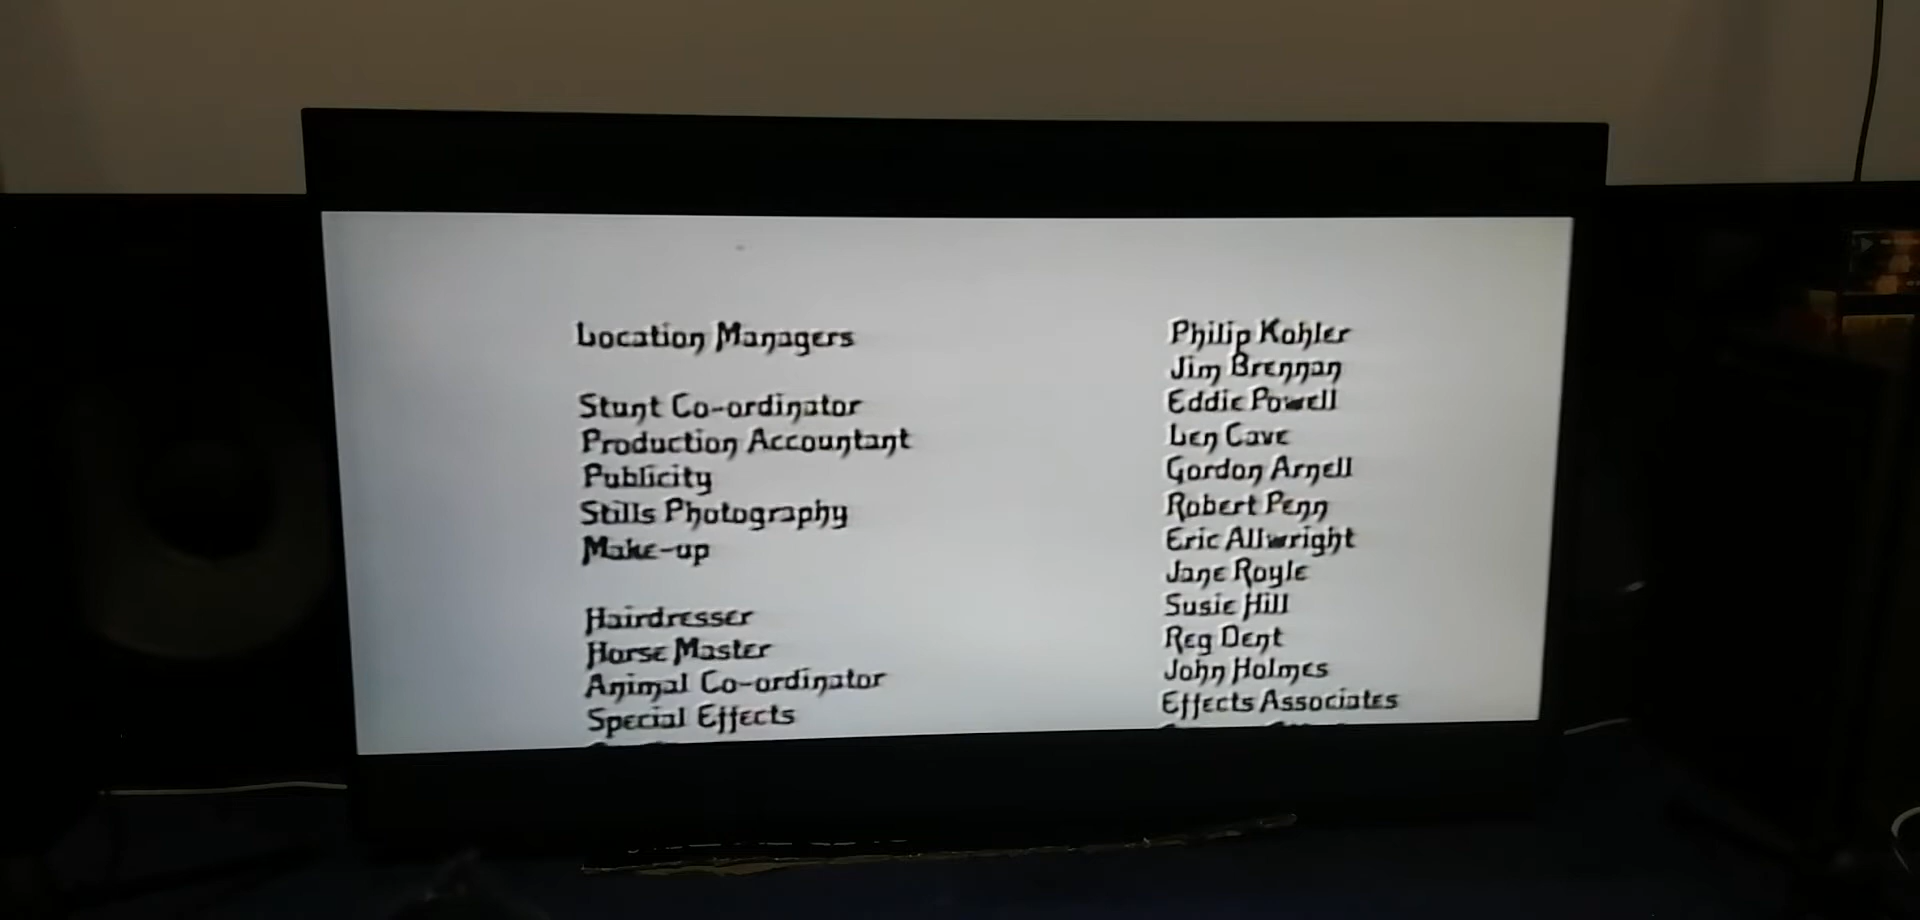 Location Managers Philip Kohler
Jim Brennan
Stunt Co-ordinator Eddie Powell
Production Accountant Len Cave
Publicity Gordon Arnell
Stills Photography Robert Penn
Make-up Eric Allwright
Jane Royle
Hairdresser Susie Hill
Horse Master Reg Dent
Animal Co-ordinator John Holmes
Special Effects Effects Associates